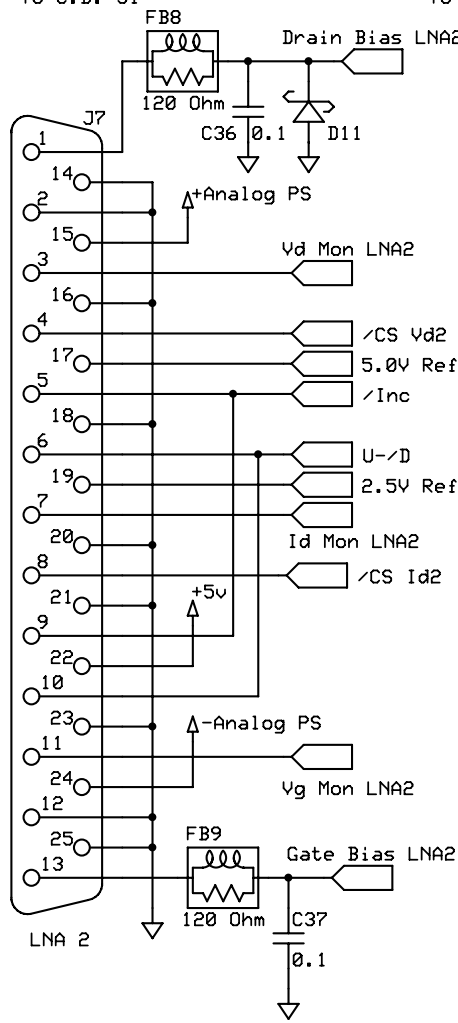 FB8
Drain Bias LNA2
120 Ohm
C36 0.1 D11
J7
1
14
+Analog PS
2
15
Vd Mon LNA2
3
16
4
/CS Vd2
17
5.0V Ref
5
/Inc
18
6
U-/D
19
2.5V Ref
7
Id Mon LNA2
20
8
/CS Id2
21
+5v
9
22
10
23
-Analog PS
11
24
Vg Mon LNA2
12
25
FB9
Gate Bias LNA2
13
120 Ohm
C37
LNA 2
0.1